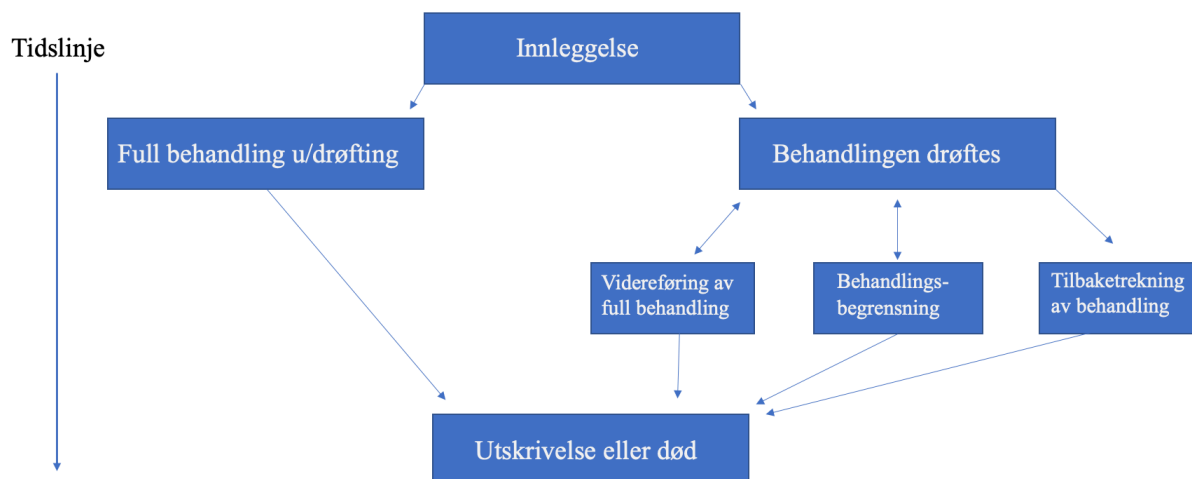 Tidslinje
Innleggelse
Full behandling u/drøfting
Behandlingen drøftes
Videreføring av
full behandling
Behandlings-
begrensning
Tilbaketrekning
av behandling
Utskrivelse eller død